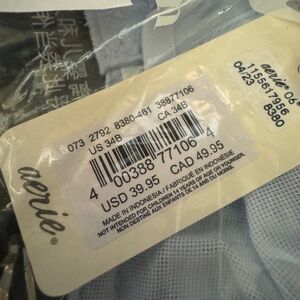 aerie® 06
1155617956
04/23 8380
073 2792 8380-461 38877106
US 34B CA 34B
4 00388 77106 4
USD 39.95 CAD 49.95
MADE IN INDONESIA/FABRIQUÉ EN INDONÉSIE
NOT INTENDED FOR CHILDREN 14 YEARS OF AGE OR YOUNGER.
NON DESTINÉ AUX ENFANTS DE 14 ANS OU DE MOINS
aerie®